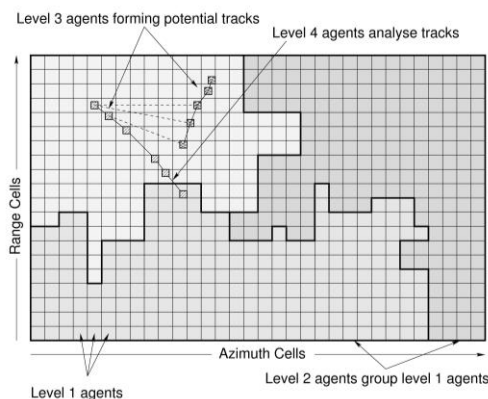 Level 3 agents forming potential tracks
Level 4 agents analyse tracks
Range Cells
Azimuth Cells
Level 1 agents
Level 2 agents group level 1 agents